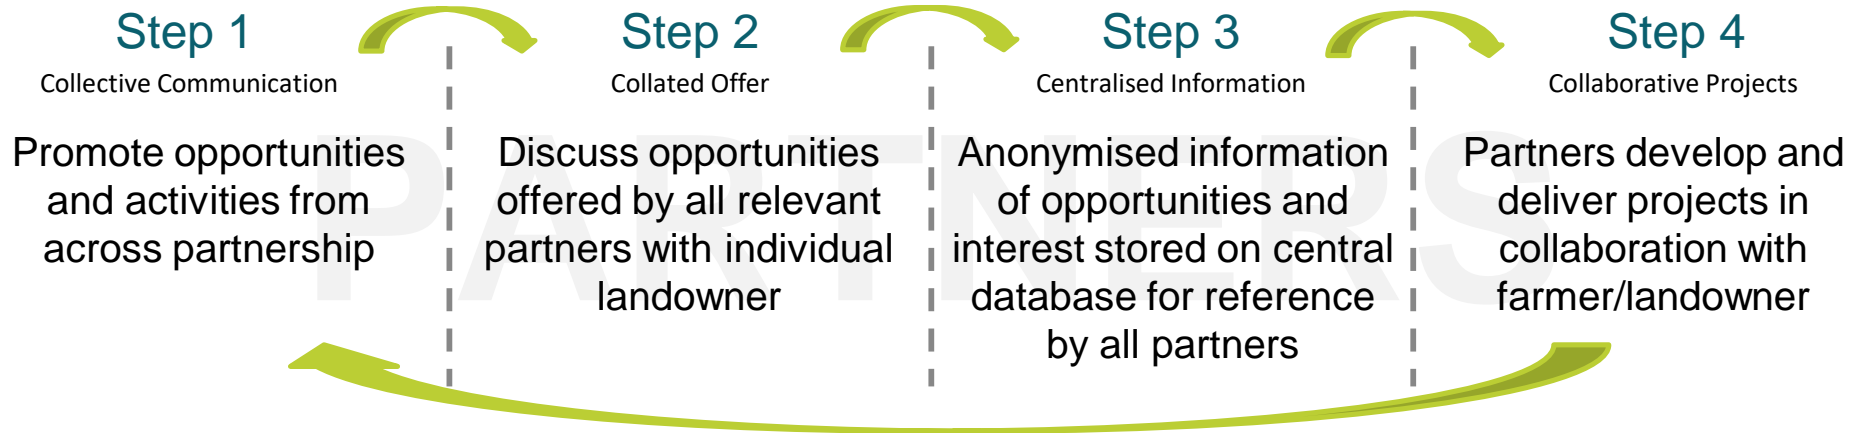 Step 1
Collective Communication
Promote opportunities
and activities from
across partnership
Step 2
Collated Offer
Discuss opportunities
offered by all relevant
partners with individual
landowner
Step 3
Centralised Information
Anonymised information
of opportunities and
interest stored on central
database for reference
by all partners
Step 4
Collaborative Projects
Partners develop and
deliver projects in
collaboration with
farmer/landowner
PARTNERS